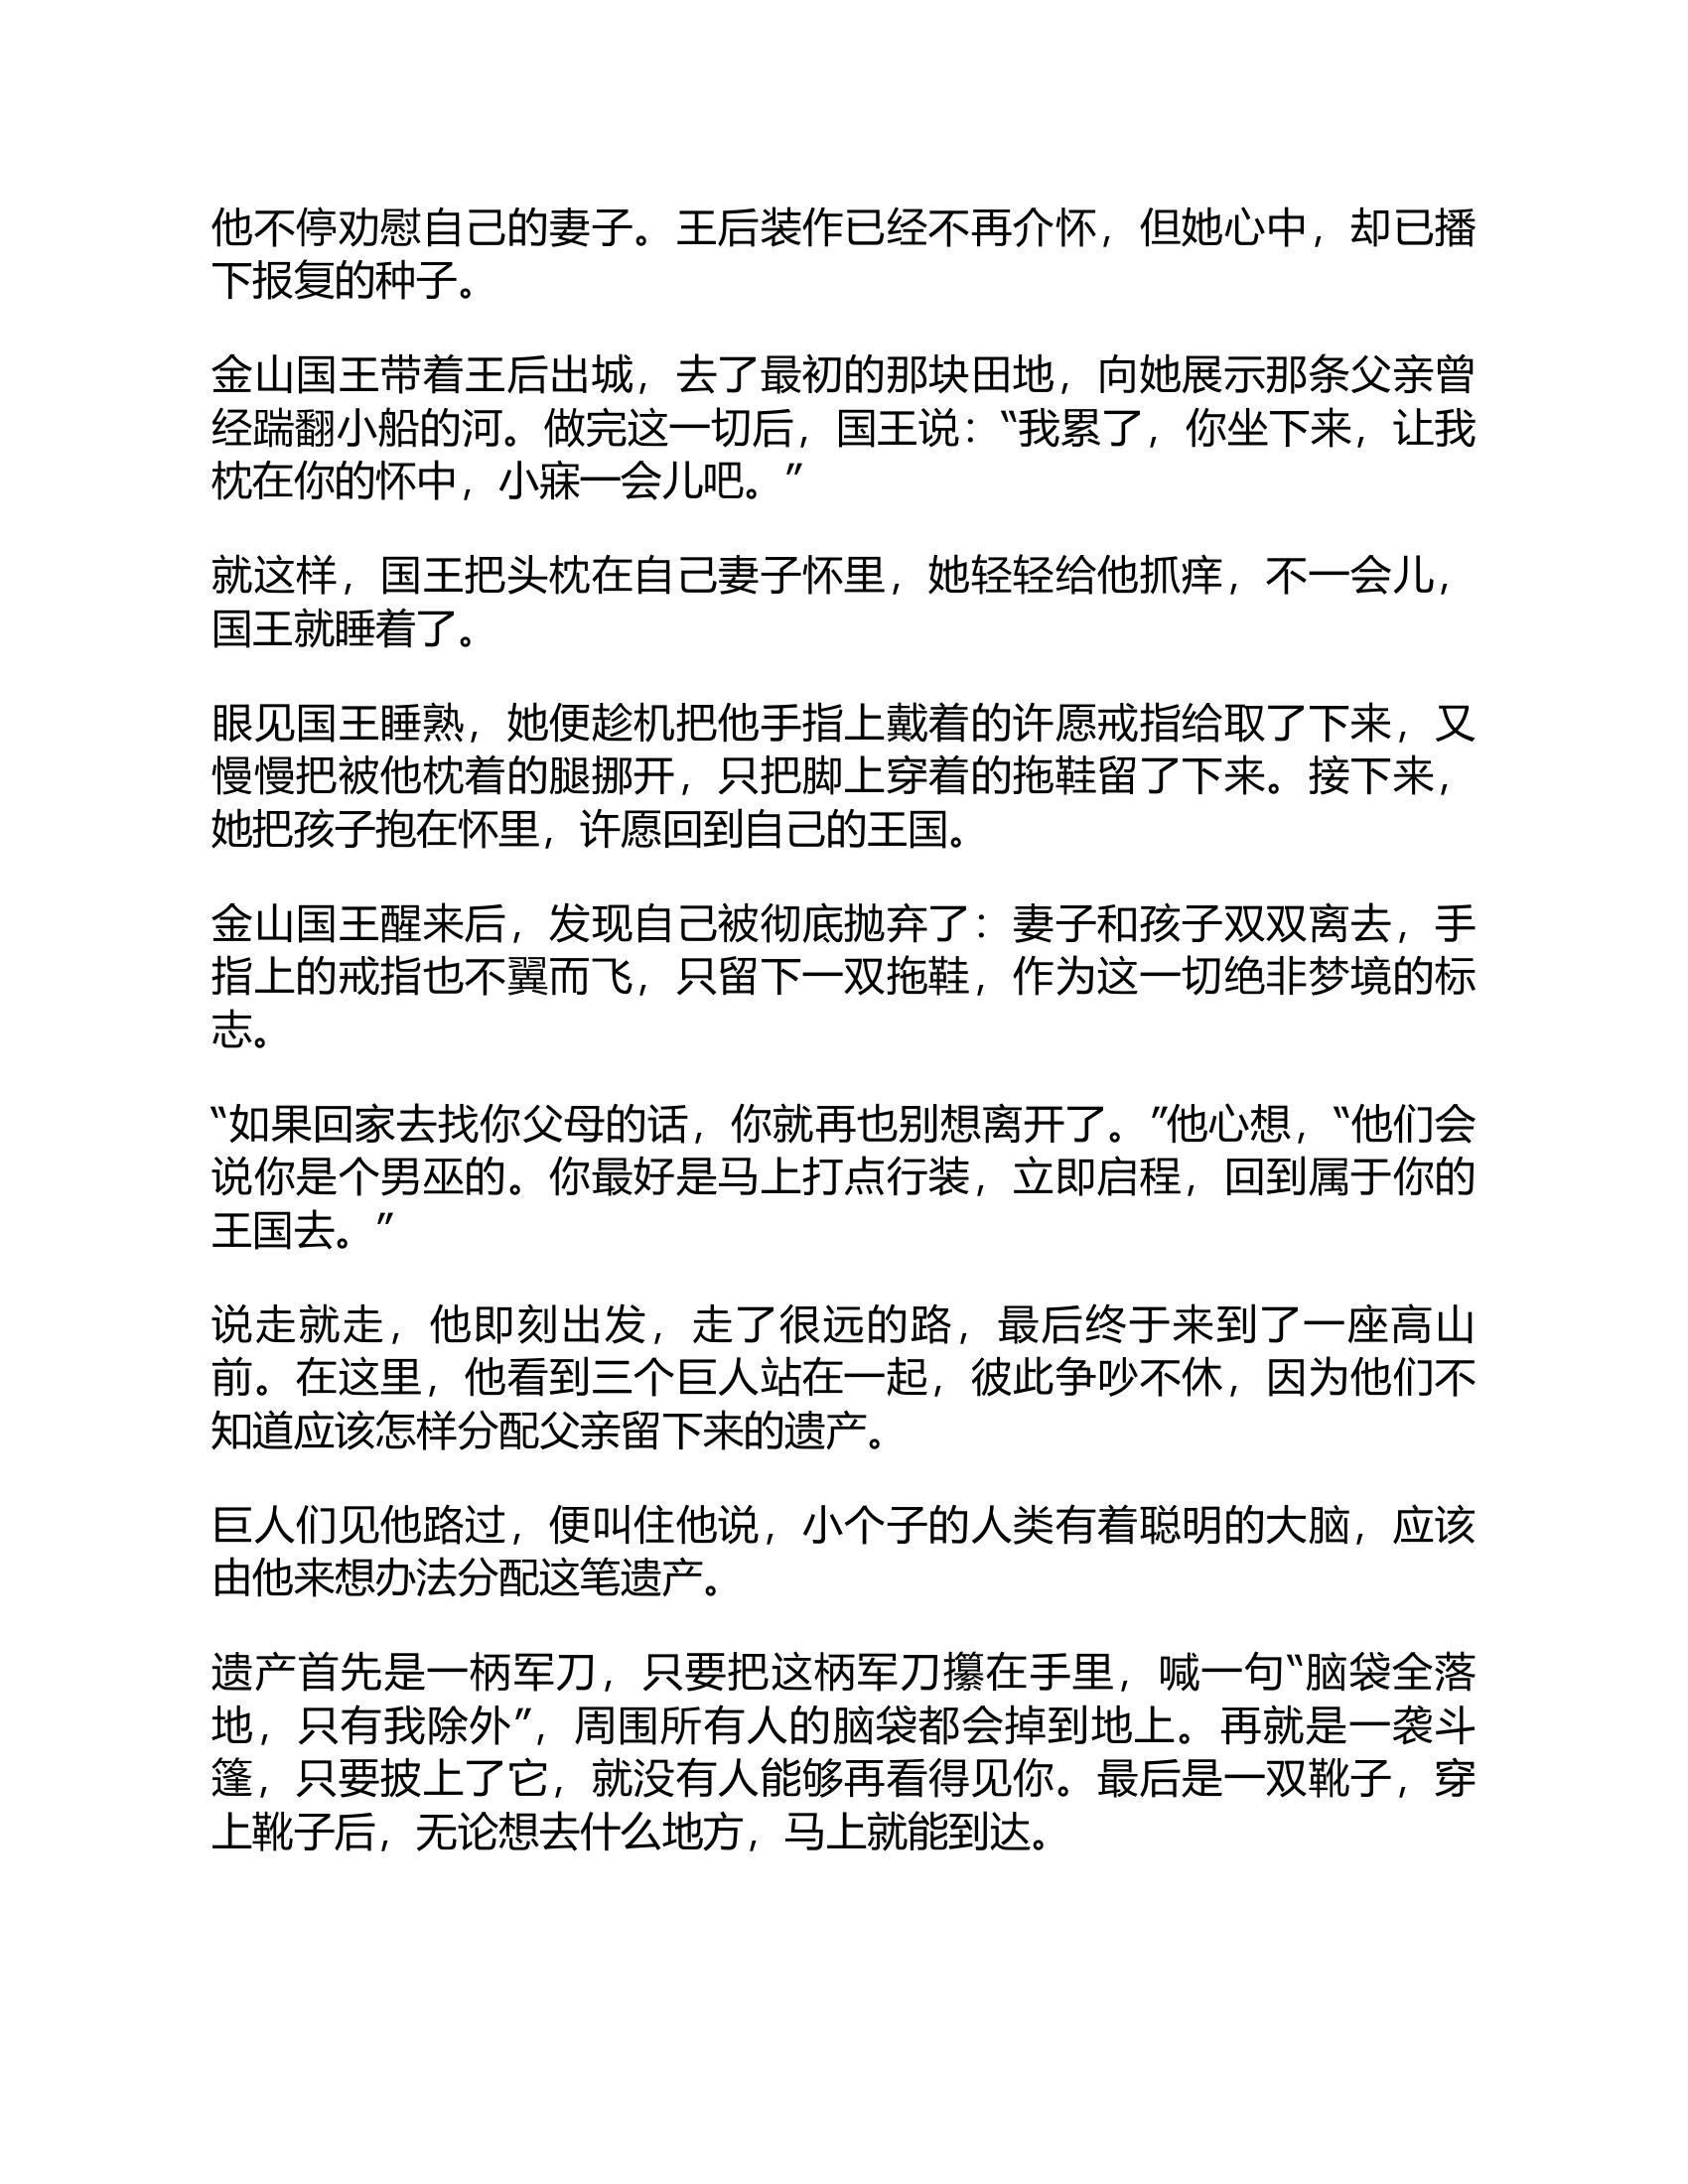 他不停劝慰自己的妻子。王后装作已经不再介怀，但她心中，却已播
下报复的种子。
金山国王带着王后出城，去了最初的那块田地，向她展示那条父亲曾
经踹翻小船的河。做完这一切后，国王说：“我累了，你坐下来，让我
枕在你的怀中，小寐一会儿吧。”
就这样，国王把头枕在自己妻子怀里，她轻轻给他抓痒，不一会儿，
国王就睡着了。
眼见国王睡熟，她便趁机把他手指上戴着的许愿戒指给取了下来，又
慢慢把被他枕着的腿挪开，只把脚上穿着的拖鞋留了下来。接下来，
她把孩子抱在怀里，许愿回到自己的王国。
金山国王醒来后，发现自己被彻底抛弃了：妻子和孩子双双离去，手
指上的戒指也不翼而飞，只留下一双拖鞋，作为这一切绝非梦境的标
志。
“如果回家去找你父母的话，你就再也别想离开了。”他心想，“他们会
说你是个男巫的。你最好是马上打点行装，立即启程，回到属于你的
王国去。”
说走就走，他即刻出发，走了很远的路，最后终于来到了一座高山
前。在这里，他看到三个巨人站在一起，彼此争吵不休，因为他们不
知道应该怎样分配父亲留下来的遗产。
巨人们见他路过，便叫住他说，小个子的人类有着聪明的大脑，应该
由他来想办法分配这笔遗产。
遗产首先是一柄军刀，只要把这柄军刀攥在手里，喊一句“脑袋全落
地，只有我除外”，周围所有人的脑袋都会掉到地上。再就是一袭斗
篷，只要披上了它，就没有人能够再看得见你。最后是一双靴子，穿
上靴子后，无论想去什么地方，马上就能到达。